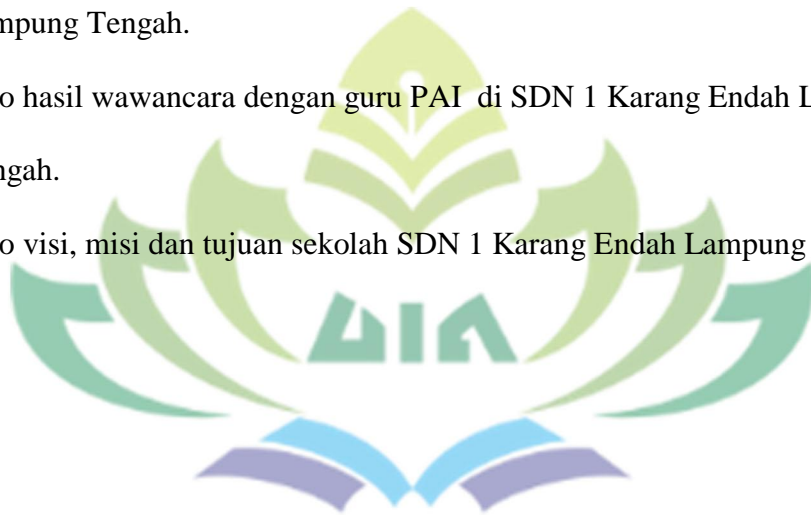 mpung Tengah.
o hasil wawancara dengan guru PAI di SDN 1 Karang Endah L
ngah.
o visi, misi dan tujuan sekolah SDN 1 Karang Endah Lampung
UIN